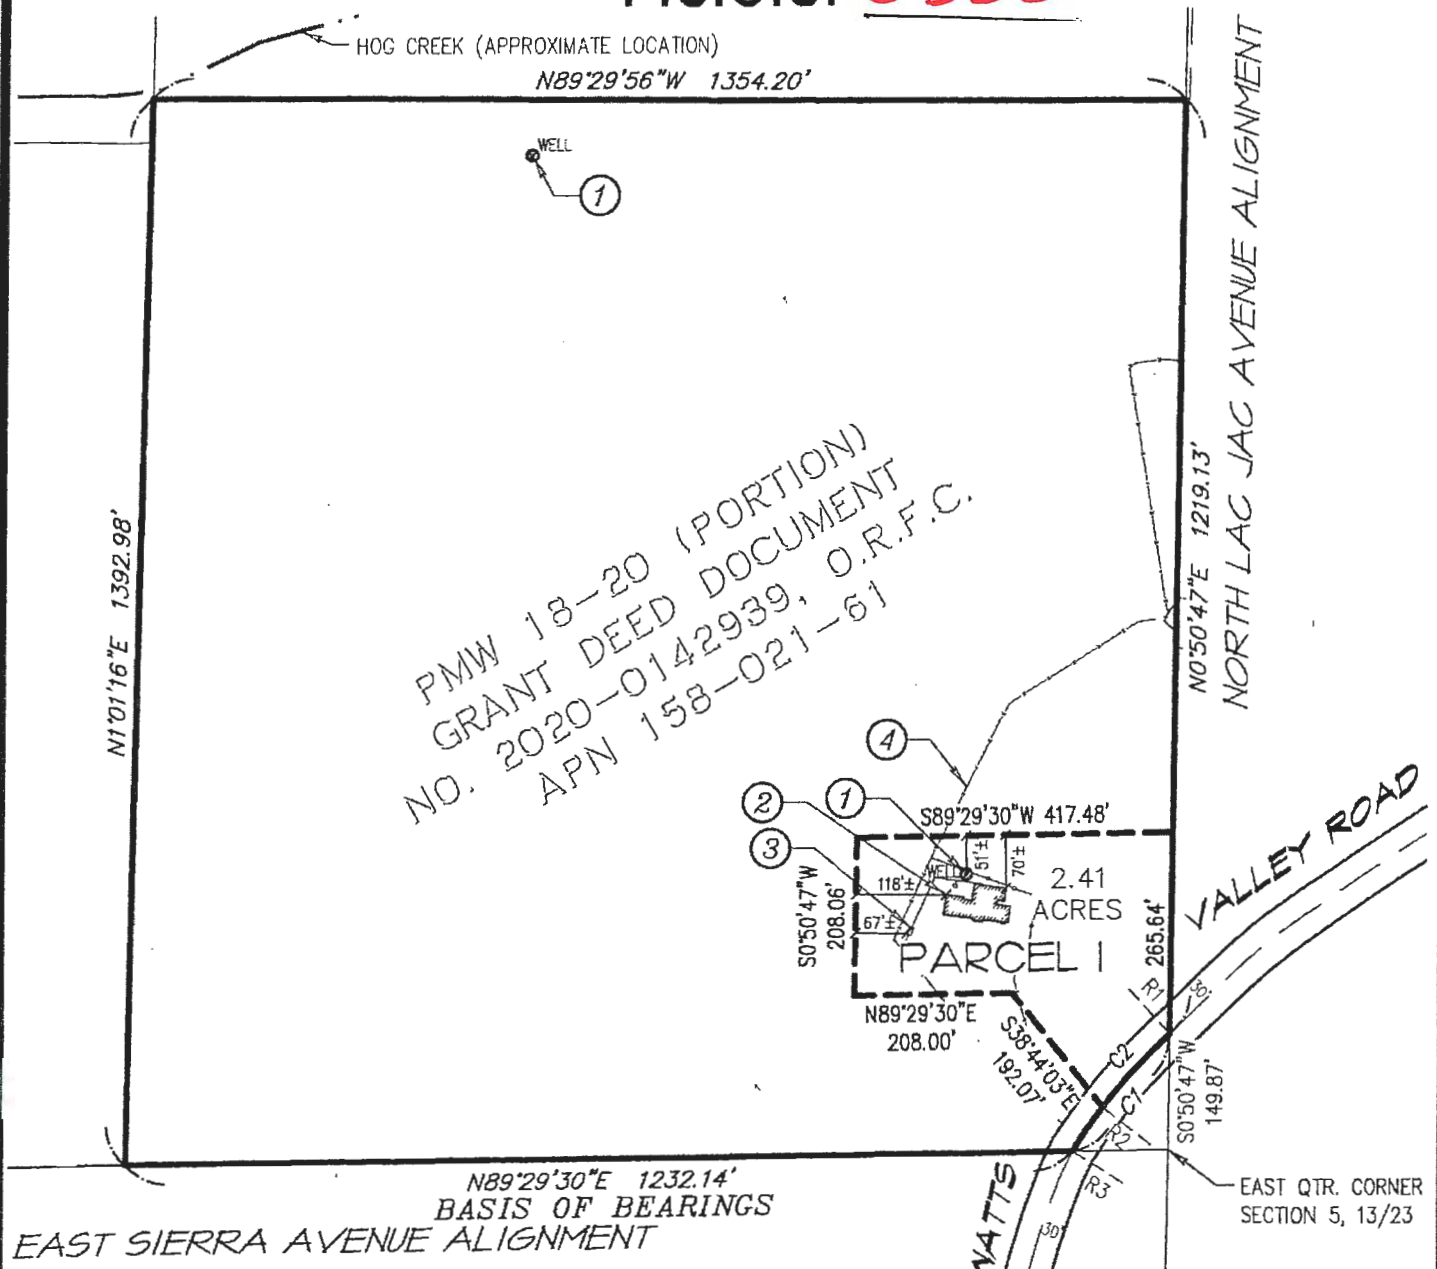 HOG CREEK (APPROXIMATE LOCATION)
N89°29'56"W 1354.20'
WELL
1
NORTH LAC JAC AVENUE ALIGNMENT
N0°50'47"E 1219.13'
N1°01'16"E 1392.98'
PMW 18-20 (PORTION)
GRANT DEED DOCUMENT
NO. 2020-0142939, O.R.F.C.
APN 158-021-61
4
2
1
3
S89°29'30"W 417.48'
WELL
51'±
70'±
118'±
67'±
2.41
ACRES
PARCEL 1
S0°50'47"W
208.06'
265.64'
N89°29'30"E
208.00'
S38°44'03"E
192.07'
VALLEY ROAD
R1
30'
C2
C1
R2
R3
S0°50'47"W
149.87'
EAST QTR. CORNER
SECTION 5, 13/23
N89°29'30"E 1232.14'
BASIS OF BEARINGS
EAST SIERRA AVENUE ALIGNMENT
WATTS
30'